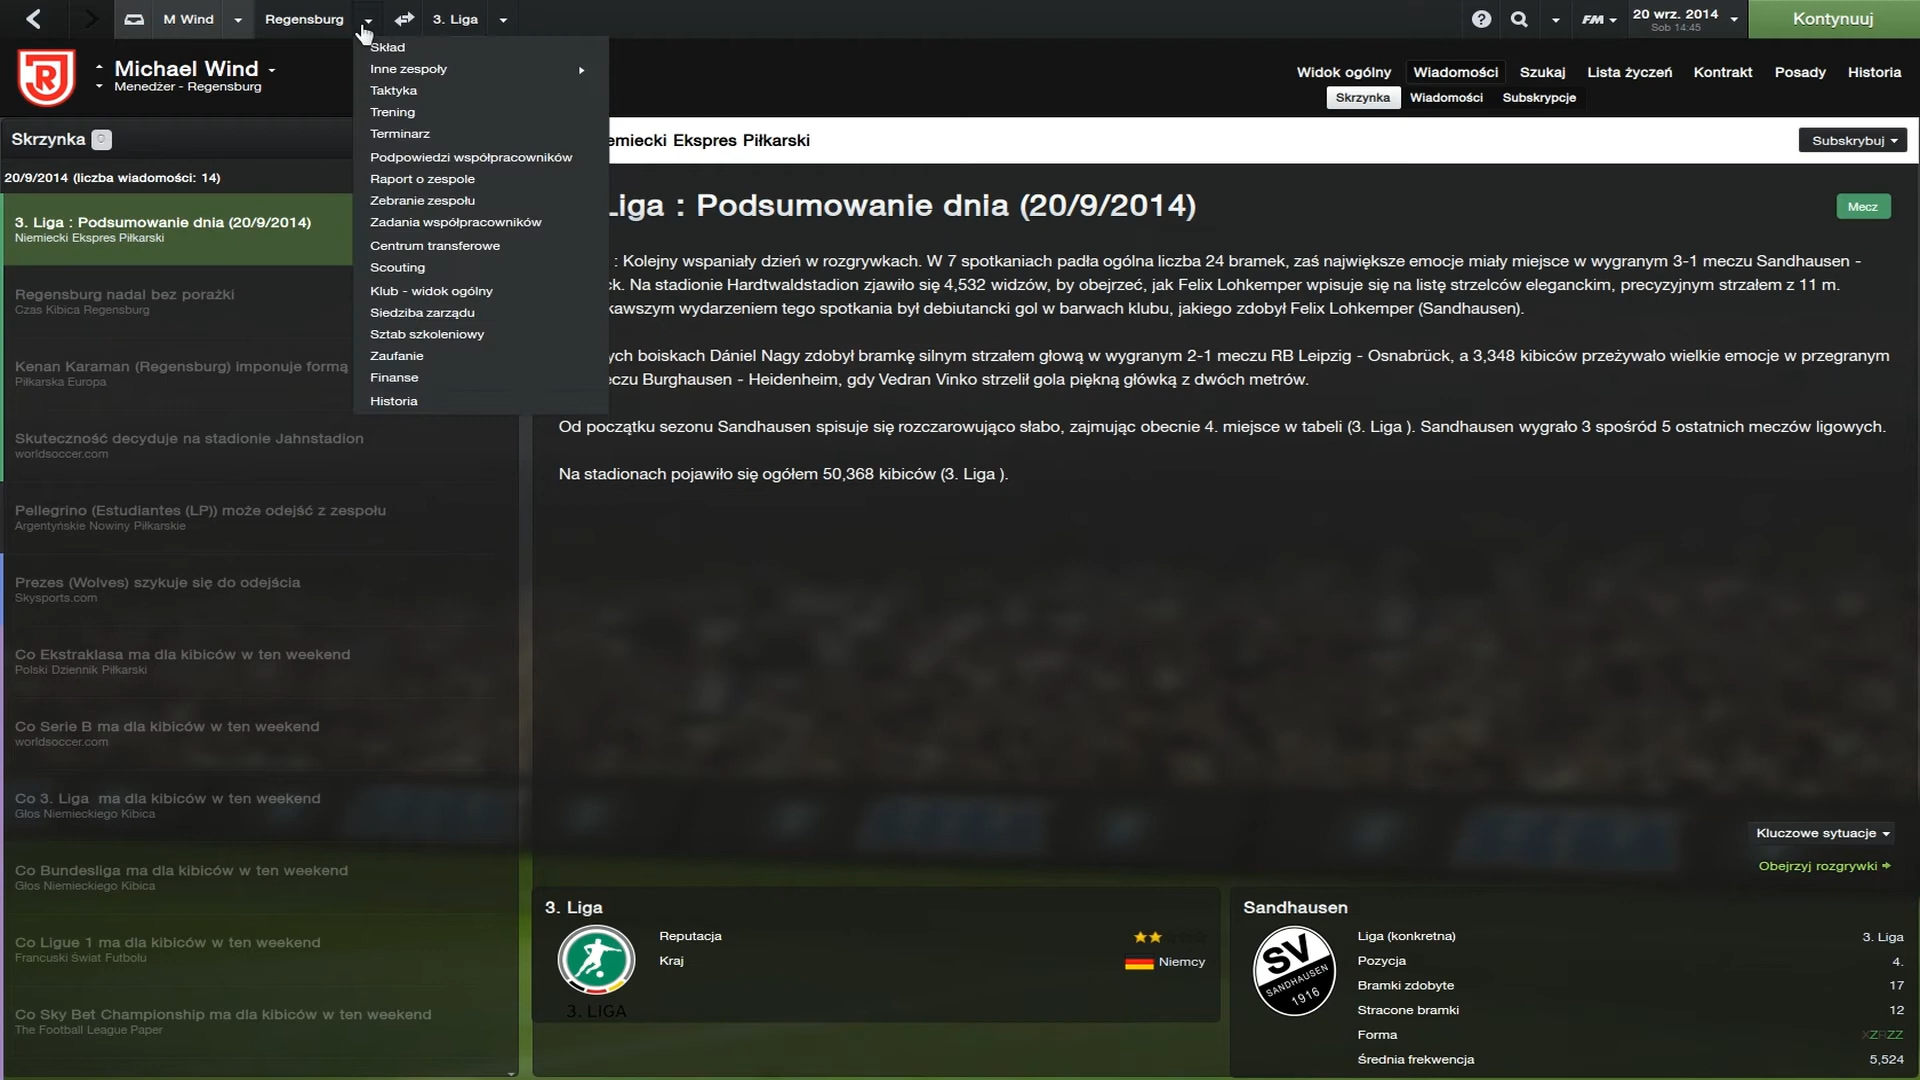 M Wind
Regensburg
3. Liga
FM
20 wrz. 2014
Sob 14:45
Kontynuuj
Michael Wind
Menedżer - Regensburg
Widok ogólny
Wiadomości
Szukaj
Lista życzeń
Kontrakt
Posady
Historia
Skrzynka
Wiadomości
Subskrypcje
Skład
Inne zespoły
Taktyka
Trening
Terminarz
Podpowiedzi współpracowników
Raport o zespole
Zebranie zespołu
Zadania współpracowników
Centrum transferowe
Scouting
Klub - widok ogólny
Siedziba zarządu
Sztab szkoleniowy
Zaufanie
Finanse
Historia
Skrzynka
20/9/2014 (liczba wiadomości: 14)
3. Liga : Podsumowanie dnia (20/9/2014)
Niemiecki Ekspres Piłkarski
Regensburg nadal bez porażki
Czas Kibica Regensburg
Kenan Karaman (Regensburg) imponuje formą
Piłkarska Europa
Skuteczność decyduje na stadionie Jahnstadion
worldsoccer.com
Pellegrino (Estudiantes (LP)) może odejść z zespołu
Argentyńskie Nowiny Piłkarskie
Prezes (Wolves) szykuje się do odejścia
Skysports.com
Co Ekstraklasa ma dla kibiców w ten weekend
Polski Dziennik Piłkarski
Co Serie B ma dla kibiców w ten weekend
worldsoccer.com
Co 3. Liga ma dla kibiców w ten weekend
Głos Niemieckiego Kibica
Co Bundesliga ma dla kibiców w ten weekend
Głos Niemieckiego Kibica
Co Ligue 1 ma dla kibiców w ten weekend
Francuski Świat Futbolu
Co Sky Bet Championship ma dla kibiców w ten weekend
The Football League Paper
emiecki Ekspres Piłkarski
Subskrybuj
Liga : Podsumowanie dnia (20/9/2014)
Mecz
: Kolejny wspaniały dzień w rozgrywkach. W 7 spotkaniach padła ogólna liczba 24 bramek, zaś największe emocje miały miejsce w wygranym 3-1 meczu Sandhausen -
ck. Na stadionie Hardtwaldstadion zjawiło się 4,532 widzów, by obejrzeć, jak Felix Lohkemper wpisuje się na listę strzelców eleganckim, precyzyjnym strzałem z 11 m.
kawszym wydarzeniem tego spotkania był debiutancki gol w barwach klubu, jakiego zdobył Felix Lohkemper (Sandhausen).
ych boiskach Dániel Nagy zdobył bramkę silnym strzałem głową w wygranym 2-1 meczu RB Leipzig - Osnabrück, a 3,348 kibiców przeżywało wielkie emocje w przegranym
eczu Burghausen - Heidenheim, gdy Vedran Vinko strzelił gola piękną główką z dwóch metrów.
Od początku sezonu Sandhausen spisuje się rozczarowująco słabo, zajmując obecnie 4. miejsce w tabeli (3. Liga ). Sandhausen wygrało 3 spośród 5 ostatnich meczów ligowych.
Na stadionach pojawiło się ogółem 50,368 kibiców (3. Liga ).
Kluczowe sytuacje
Obejrzyj rozgrywki
3. Liga
Reputacja
Kraj
Niemcy
3. LIGA
Sandhausen
SV
SANDHAUSEN
1916
Liga (konkretna)
3. Liga
Pozycja
4.
Bramki zdobyte
17
Stracone bramki
12
Forma
XZRZZ
Średnia frekwencja
5,524